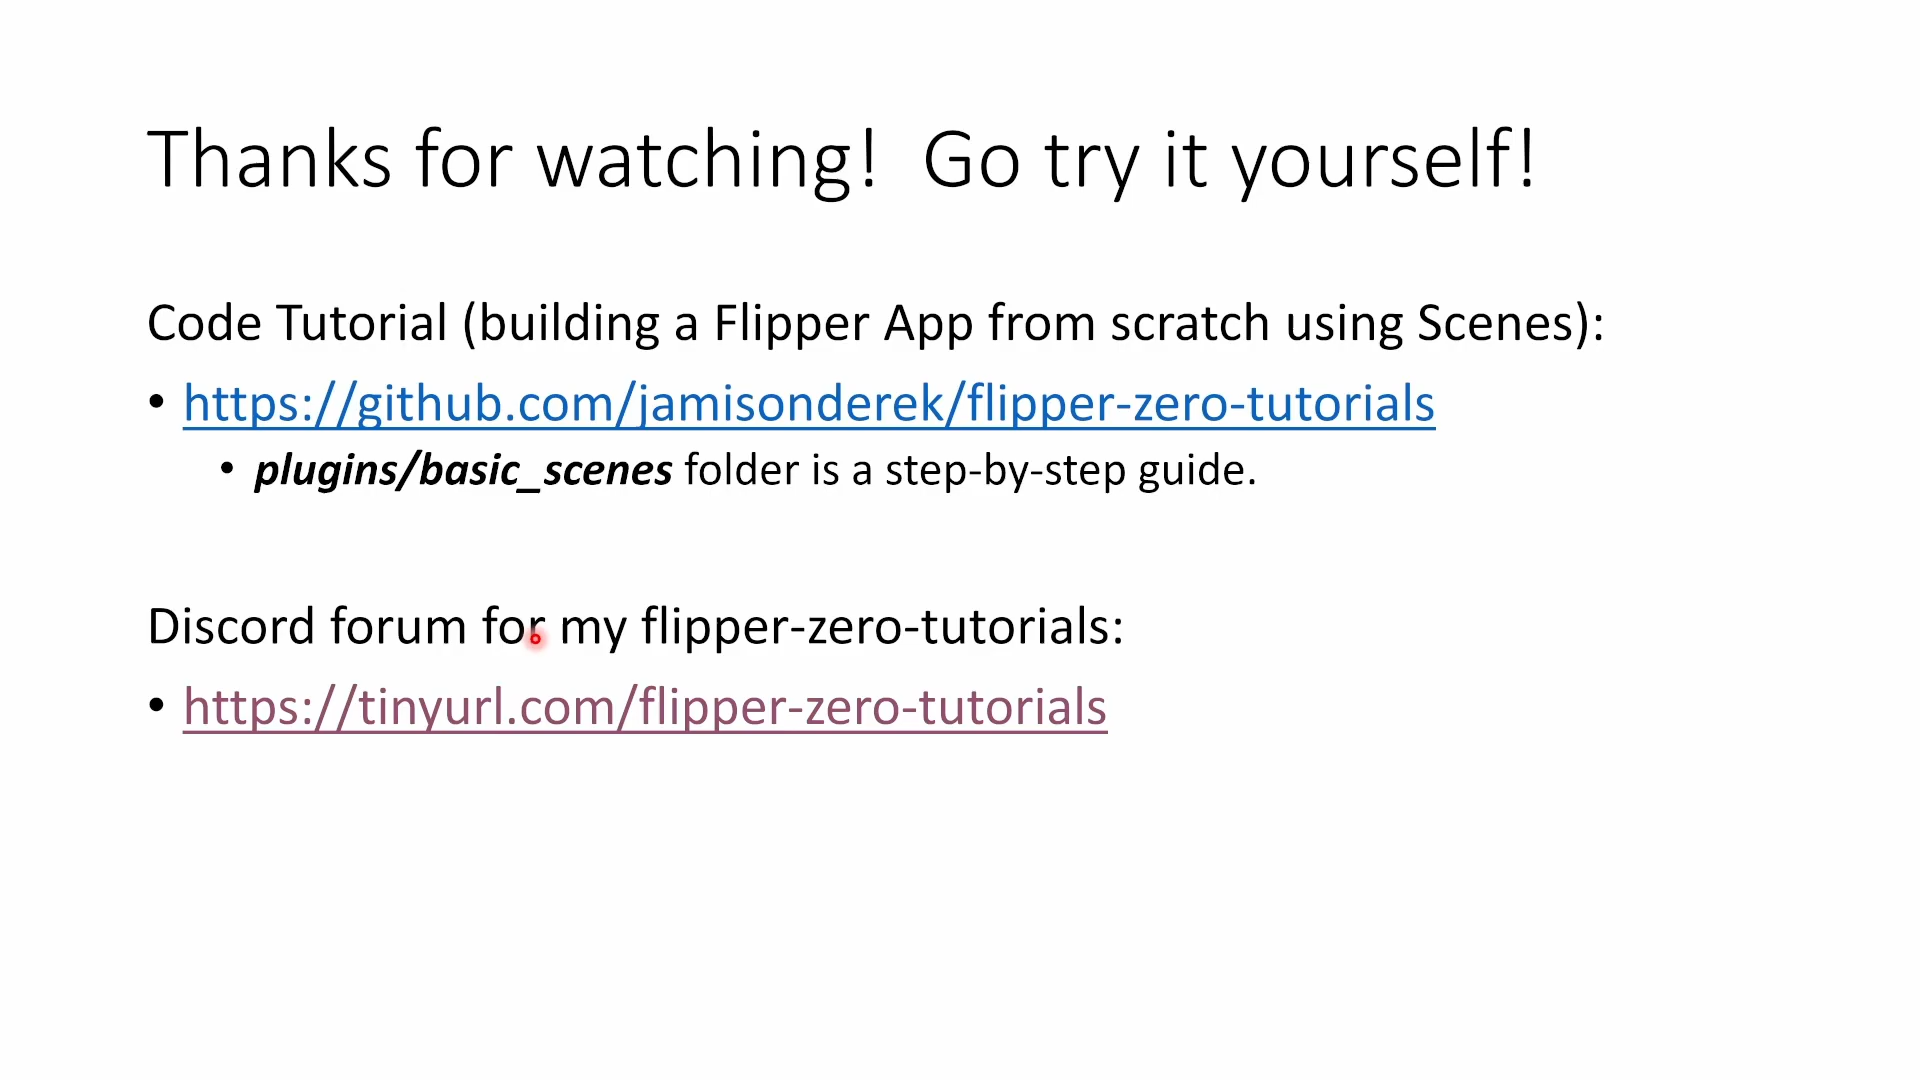 Thanks for watching!  Go try it yourself!
Code Tutorial (building a Flipper App from scratch using Scenes):
• https://github.com/jamisonderek/flipper-zero-tutorials
• plugins/basic_scenes folder is a step-by-step guide.
Discord forum for my flipper-zero-tutorials:
• https://tinyurl.com/flipper-zero-tutorials